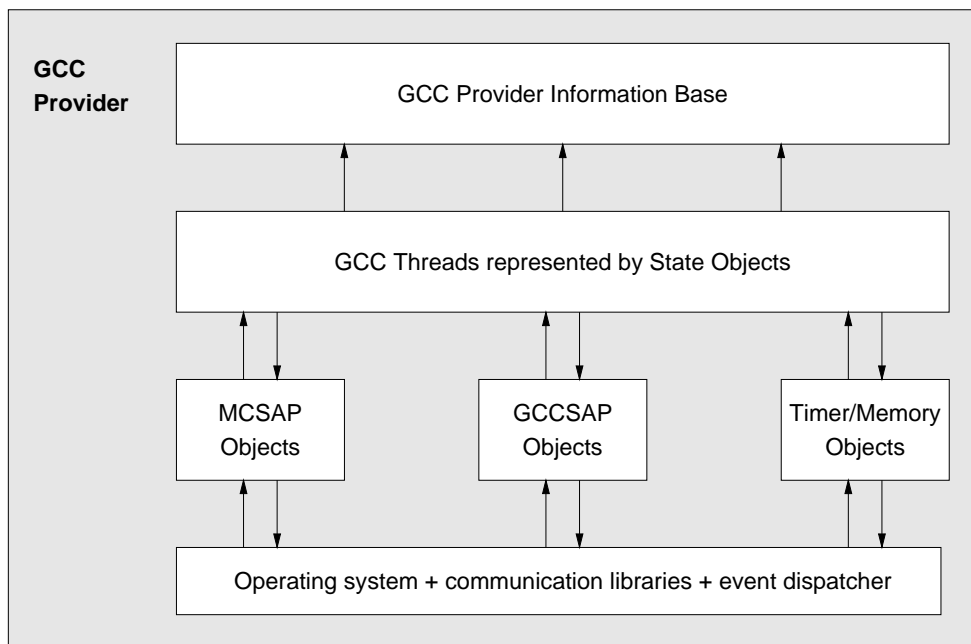 GCC
Provider
GCC Provider Information Base
GCC Threads represented by State Objects
MCSAP
Objects
GCCSAP
Objects
Timer/Memory
Objects
Operating system + communication libraries + event dispatcher